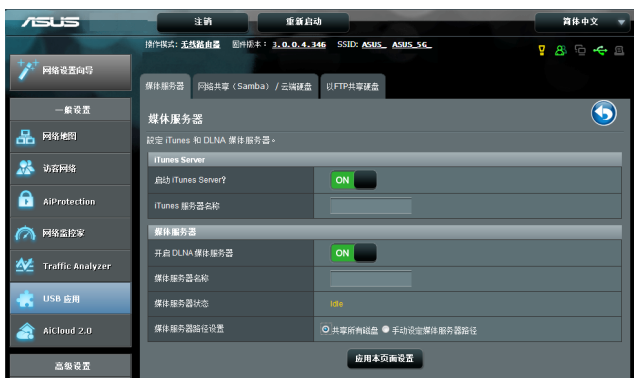 ASUS 注销 重新启动 简体中文
操作模式: 无线路由器 固件版本: 3.0.0.4.346 SSID: ASUS_ ASUS_5G_
网络设置向导
一般设置
网络地图
访客网络
AiProtection
网络监控家
Traffic Analyzer
USB 应用
AiCloud 2.0
高级设置
媒体服务器 网络共享(Samba) / 云端硬盘 以FTP共享硬盘
媒体服务器
設定 iTunes 和 DLNA 媒体服务器。
iTunes Server
启动 iTunes Server? ON
iTunes 服务器名称
媒体服务器
开启 DLNA 媒体服务器 ON
媒体服务器名称
媒体服务器状态 Idle
媒体服务器路径设置 共享所有磁盘 手动设定媒体服务器路径
应用本页面设置